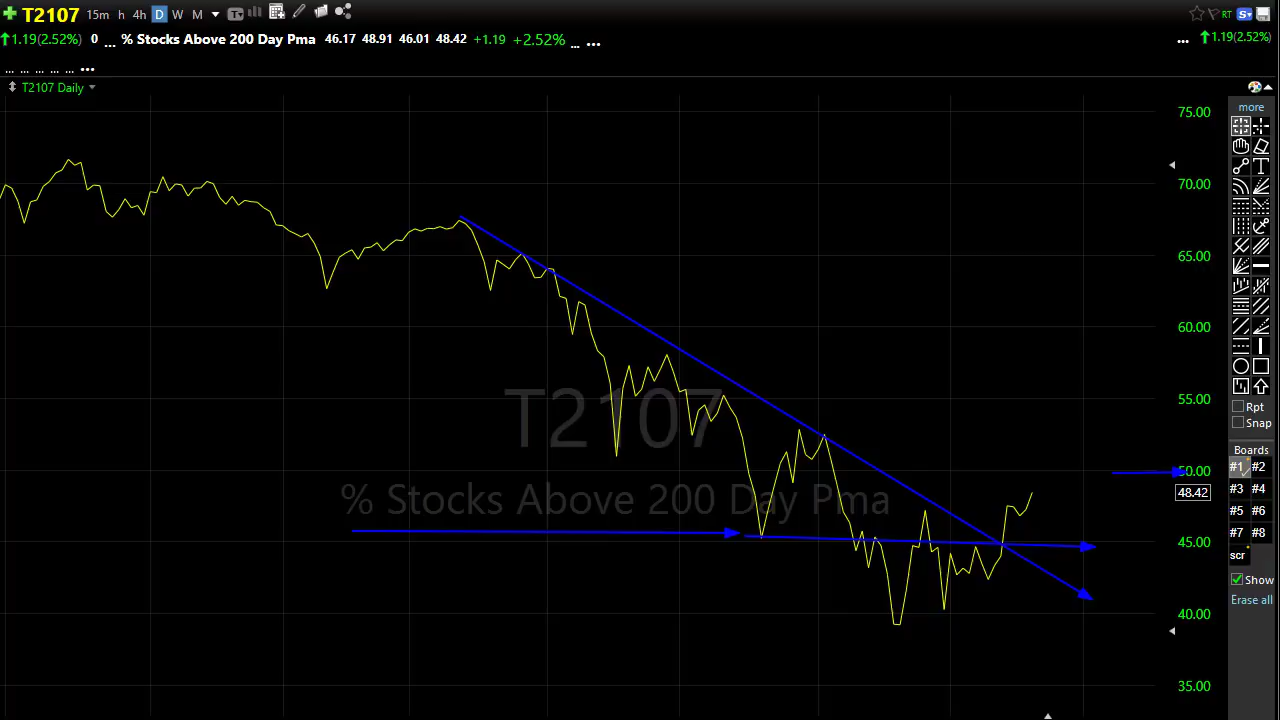 T2107 15m h 4h D W M T RT S
1.19(2.52%) 0 ... % Stocks Above 200 Day Pma 46.17 48.91 46.01 48.42 +1.19 +2.52% ... ... ... 1.19(2.52%)
... ... ... ... ... ...
T2107 Daily
more
75.00
70.00
65.00
60.00
55.00
50.00
48.42
45.00
40.00
35.00
T2107
% Stocks Above 200 Day Pma
T
Rpt
Snap
Boards
#1 #2
#3 #4
#5 #6
#7 #8
scr
Show
Erase all